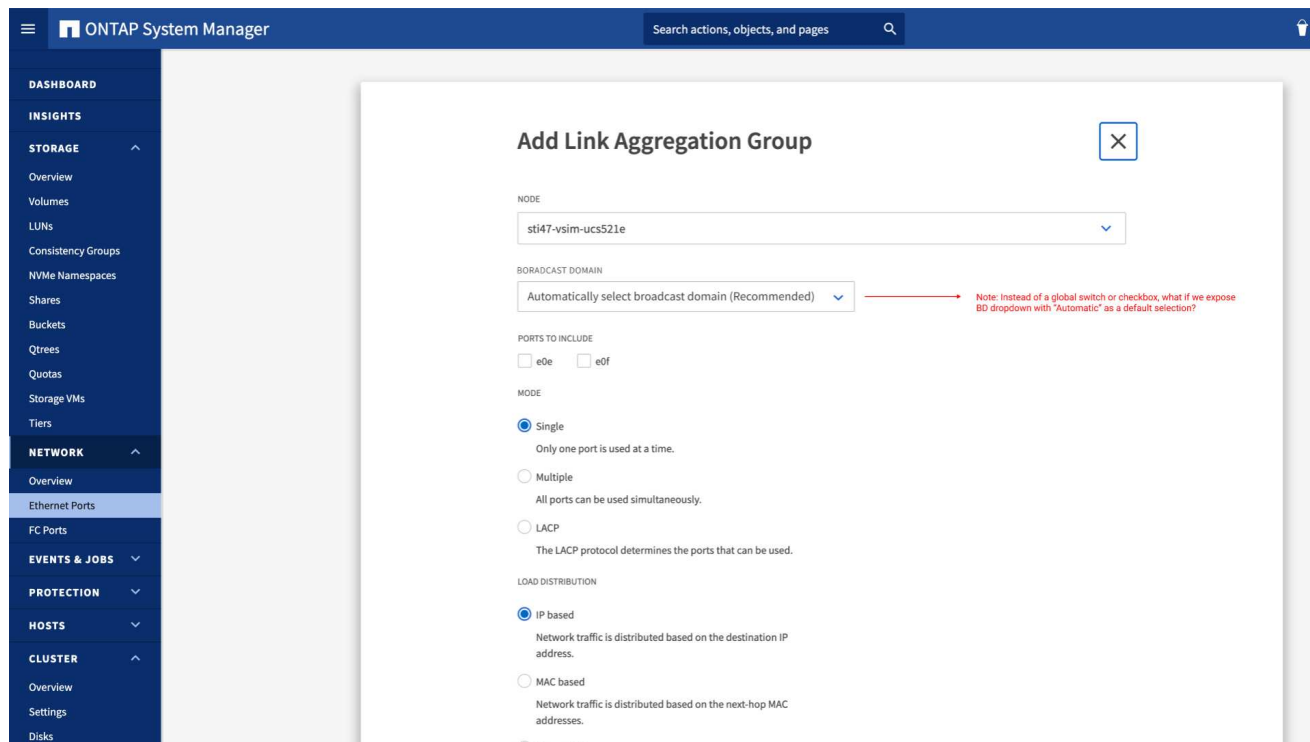 ONTAP System Manager
Search actions, objects, and pages
DASHBOARD
INSIGHTS
STORAGE
Overview
Volumes
LUNs
Consistency Groups
NVMe Namespaces
Shares
Buckets
Qtrees
Quotas
Storage VMs
Tiers
NETWORK
Overview
Ethernet Ports
FC Ports
EVENTS & JOBS
PROTECTION
HOSTS
CLUSTER
Overview
Settings
Disks
Add Link Aggregation Group
NODE
sti47-vsim-ucs521e
BORADCAST DOMAIN
Automatically select broadcast domain (Recommended)
Note: Instead of a global switch or checkbox, what if we expose
BD dropdown with "Automatic" as a default selection?
PORTS TO INCLUDE
e0e e0f
MODE
Single
Only one port is used at a time.
Multiple
All ports can be used simultaneously.
LACP
The LACP protocol determines the ports that can be used.
LOAD DISTRIBUTION
IP based
Network traffic is distributed based on the destination IP
address.
MAC based
Network traffic is distributed based on the next-hop MAC
addresses.